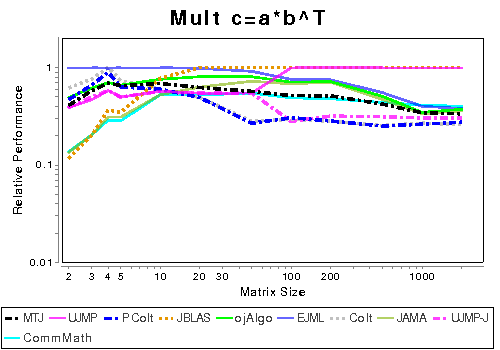 Mult c=a*b^T
Relative Performance
1
0.1
0.01
2 3 4 5 10 20 30 100 200 1000
Matrix Size
MTJ UJMP PColt JBLAS ojAlgo EJML Colt JAMA UJMP-J
CommMath